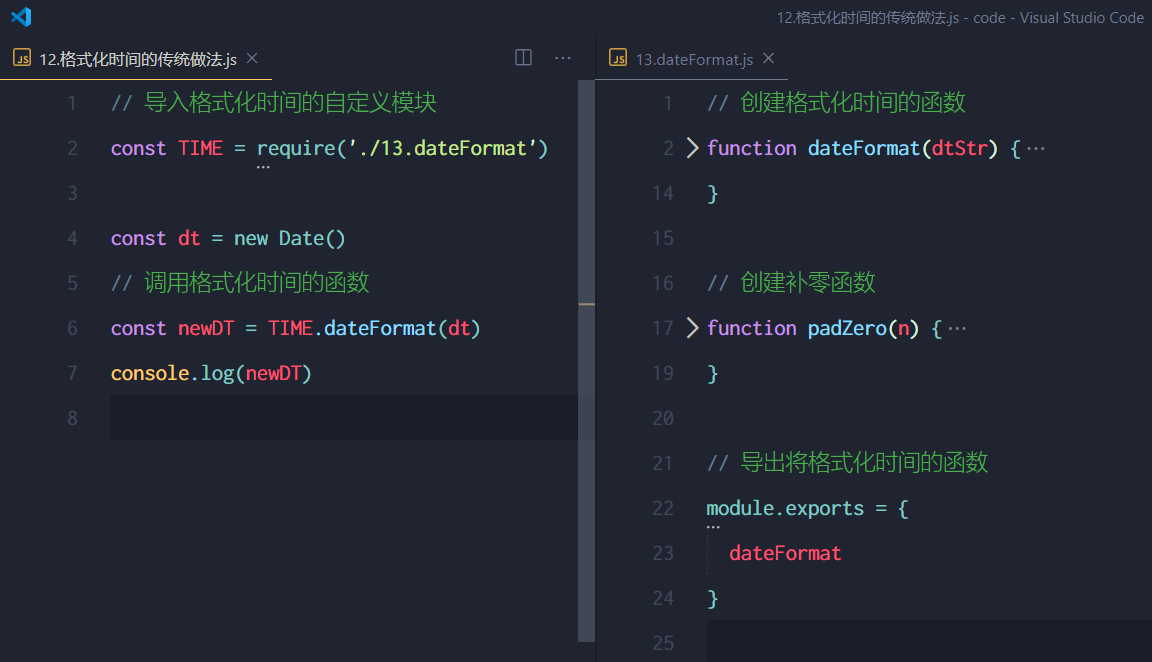 12.格式化时间的传统做法.js - code - Visual Studio Code
JS 12.格式化时间的传统做法.js
1 // 导入格式化时间的自定义模块
2 const TIME = require('./13.dateFormat')
3
4 const dt = new Date()
5 // 调用格式化时间的函数
6 const newDT = TIME.dateFormat(dt)
7 console.log(newDT)
8
JS 13.dateFormat.js
1 // 创建格式化时间的函数
2 function dateFormat(dtStr) {···
14 }
15
16 // 创建补零函数
17 function padZero(n) {···
19 }
20
21 // 导出将格式化时间的函数
22 module.exports = {
23 dateFormat
24 }
25